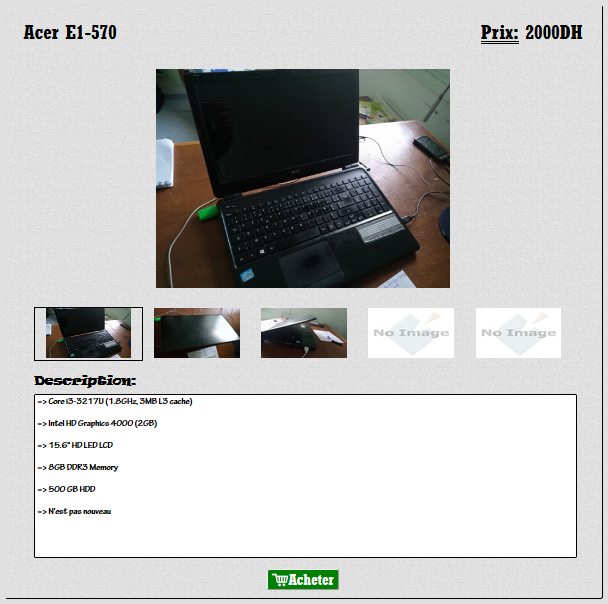 Acer E1-570
Prix: 2000DH
No Image
No Image
Description:
=> Core i3-3217U (1.8GHz, 3MB L3 cache)
=> Intel HD Graphics 4000 (2GB)
=> 15.6" HD LED LCD
=> 8GB DDR3 Memory
=> 500 GB HDD
=> N'est pas nouveau
Acheter